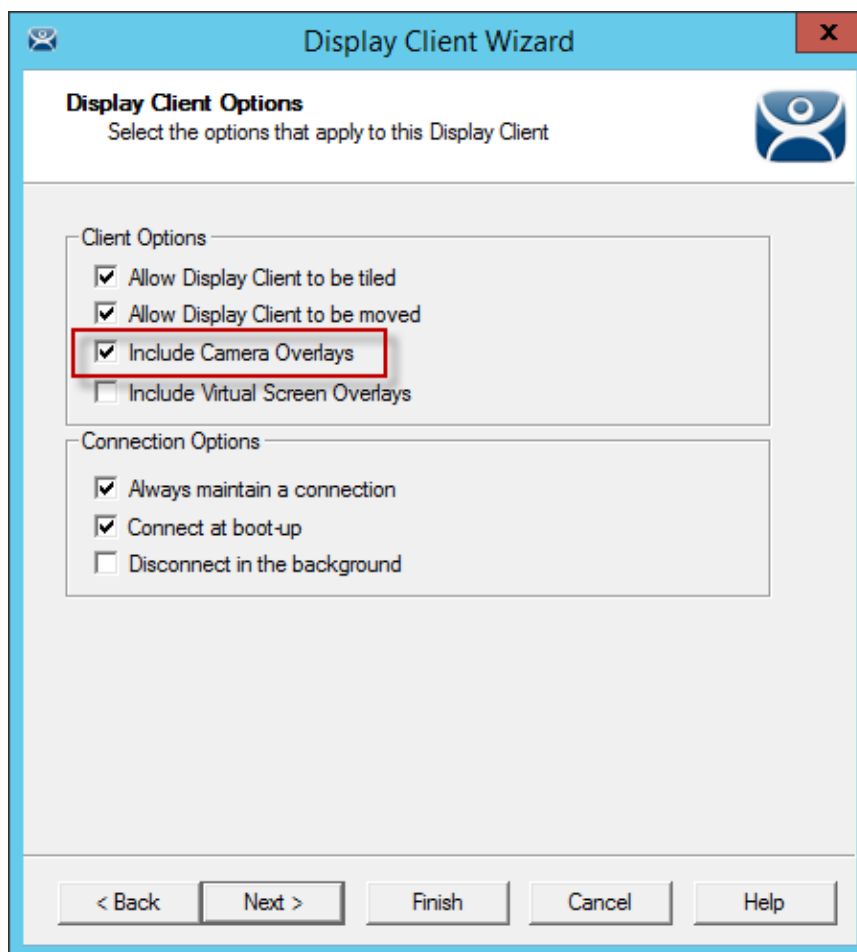 Display Client Wizard
x
Display Client Options
Select the options that apply to this Display Client
Client Options
Allow Display Client to be tiled
Allow Display Client to be moved
Include Camera Overlays
Include Virtual Screen Overlays
Connection Options
Always maintain a connection
Connect at boot-up
Disconnect in the background
< Back Next > Finish Cancel Help